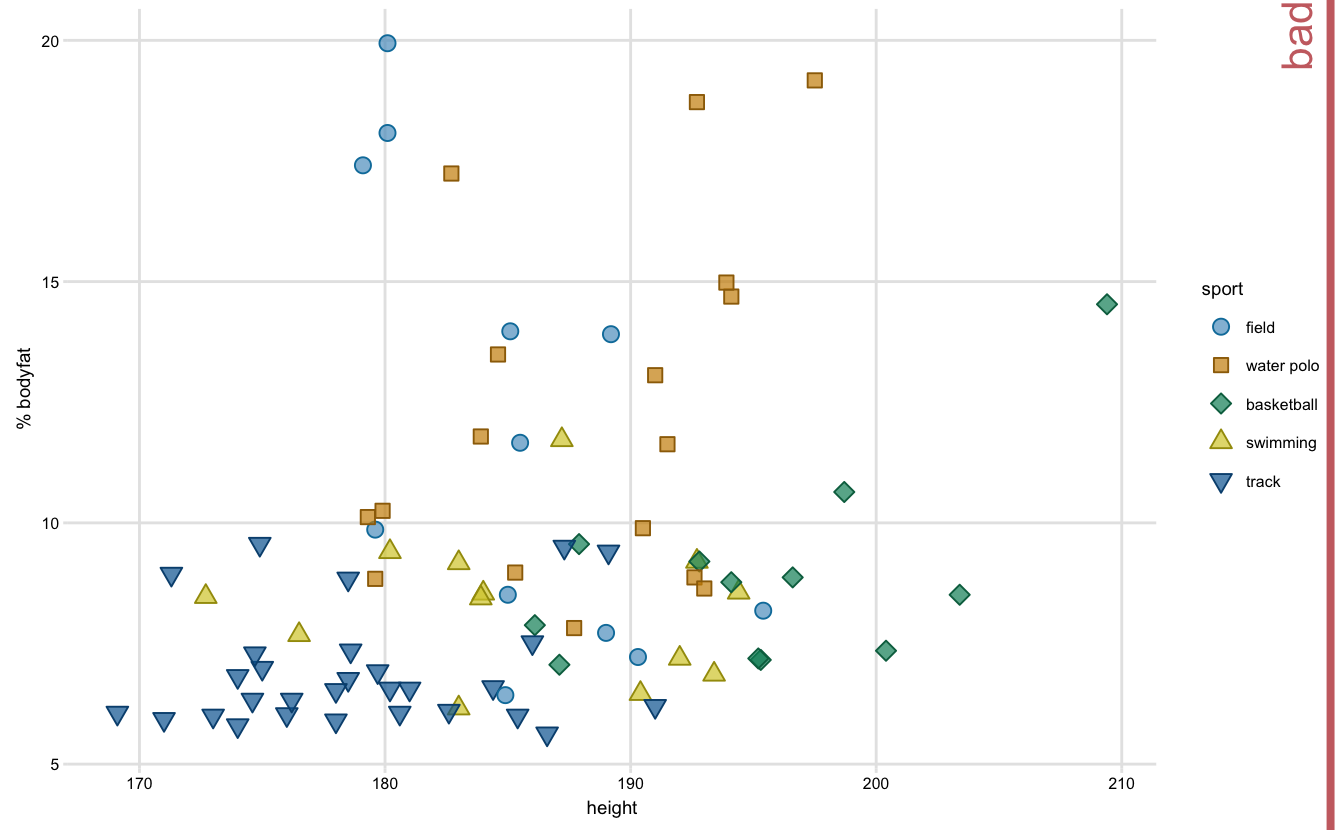 bad
20
15
10
5
% bodyfat
170
180
190
200
210
height
sport
field
water polo
basketball
swimming
track